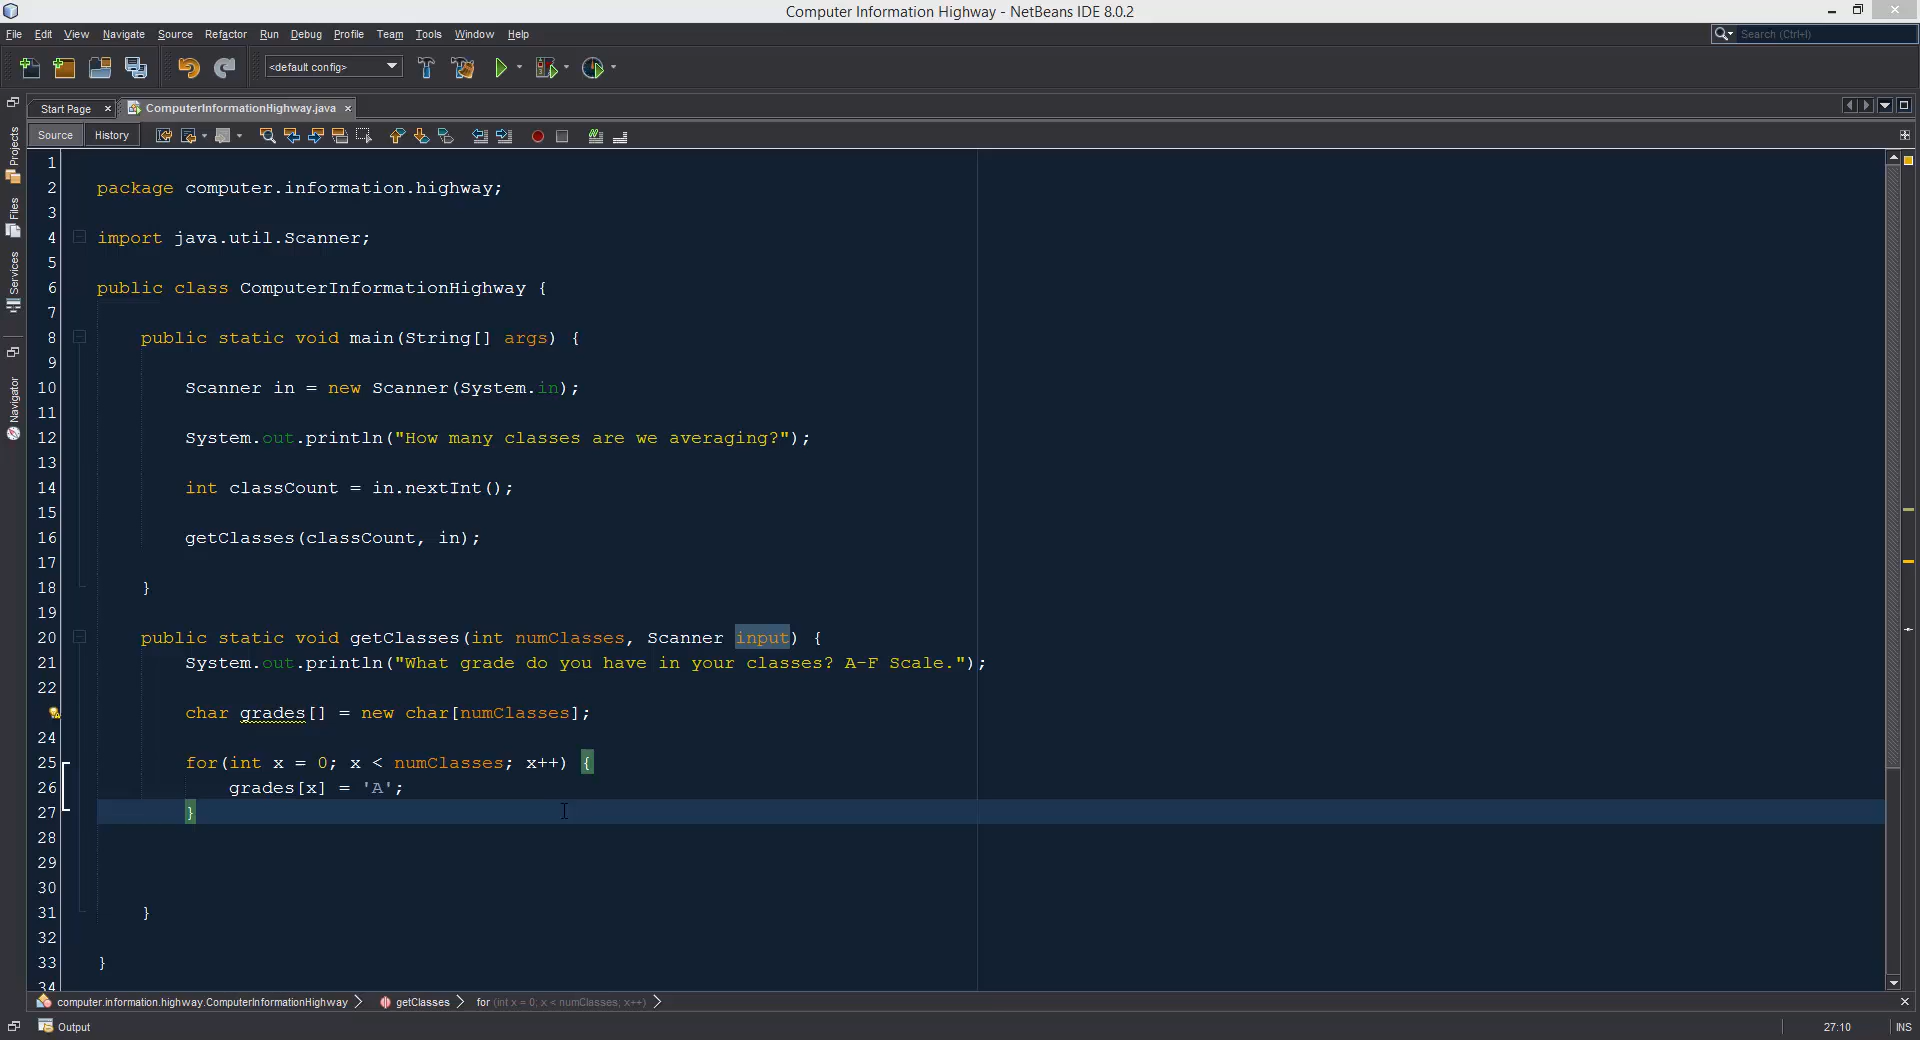 Computer Information Highway - NetBeans IDE 8.0.2
File Edit View Navigate Source Refactor Run Debug Profile Team Tools Window Help
Search (Ctrl+I)
<default config>
Start Page ComputerInformationHighway.java
Source History
Projects
Files
Services
Navigator
1
2 package computer.information.highway;
3
4 import java.util.Scanner;
5
6 public class ComputerInformationHighway {
7
8 public static void main(String[] args) {
9
10 Scanner in = new Scanner(System.in);
11
12 System.out.println("How many classes are we averaging?");
13
14 int classCount = in.nextInt();
15
16 getClasses(classCount, in);
17
18 }
19
20 public static void getClasses(int numClasses, Scanner input) {
21 System.out.println("What grade do you have in your classes? A-F Scale.");
22
char grades[] = new char[numClasses];
24
25 for(int x = 0; x < numClasses; x++) {
26 grades[x] = 'A';
27 }
28
29
30
31 }
32
33 }
34
computer.information.highway.ComputerInformationHighway getClasses for (int x = 0; x < numClasses; x++)
Output 27:10 INS